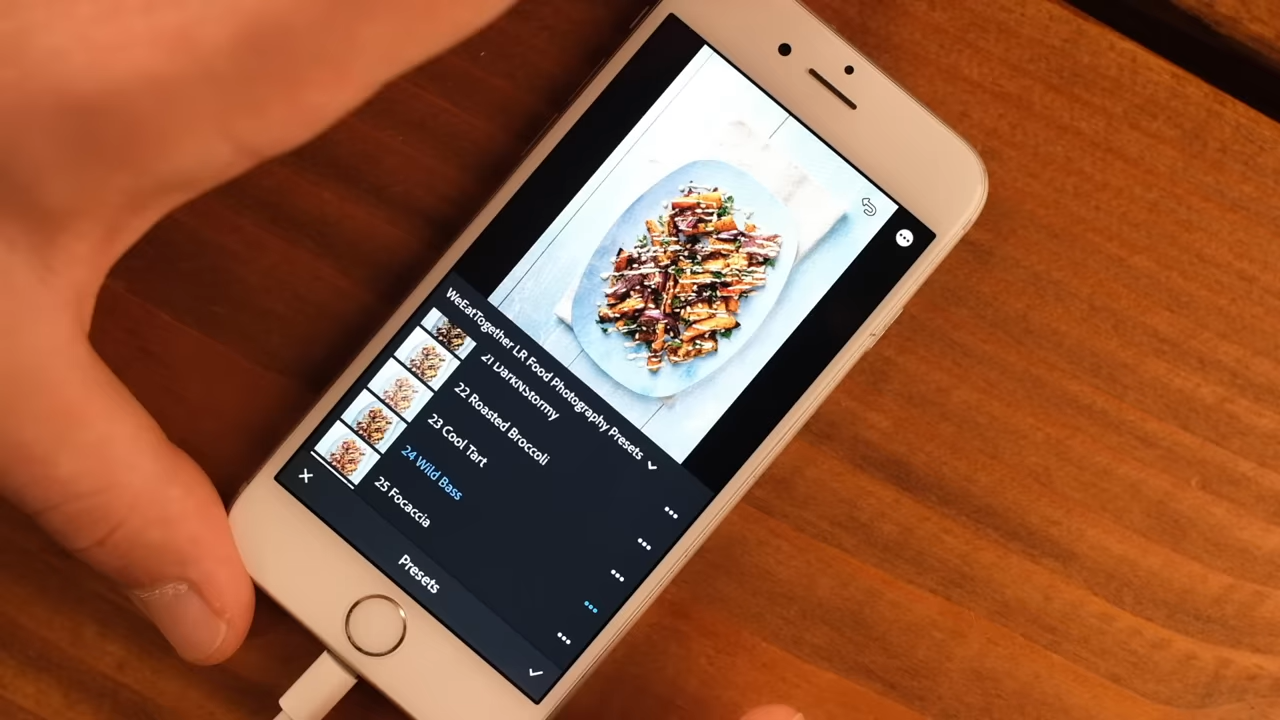 WeEatTogether LR Food Photography Presets
21 DarkNStormy
22 Roasted Broccoli
23 Cool Tart
24 Wild Bass
25 Focaccia
Presets